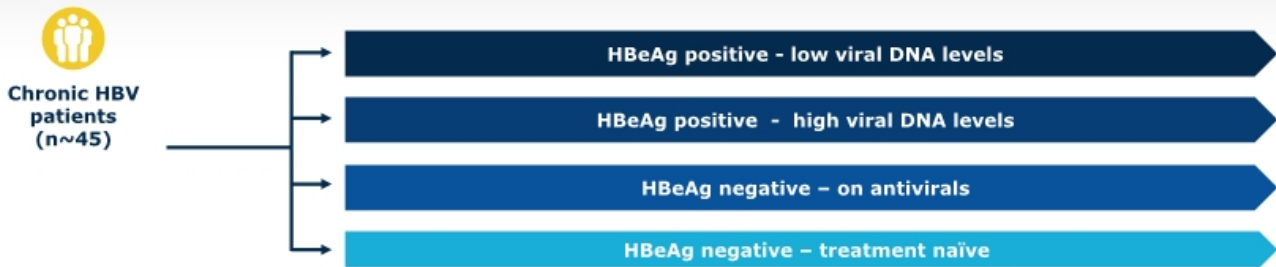 Chronic HBV
patients
(n~45)
HBeAg positive - low viral DNA levels
HBeAg positive - high viral DNA levels
HBeAg negative – on antivirals
HBeAg negative – treatment naïve